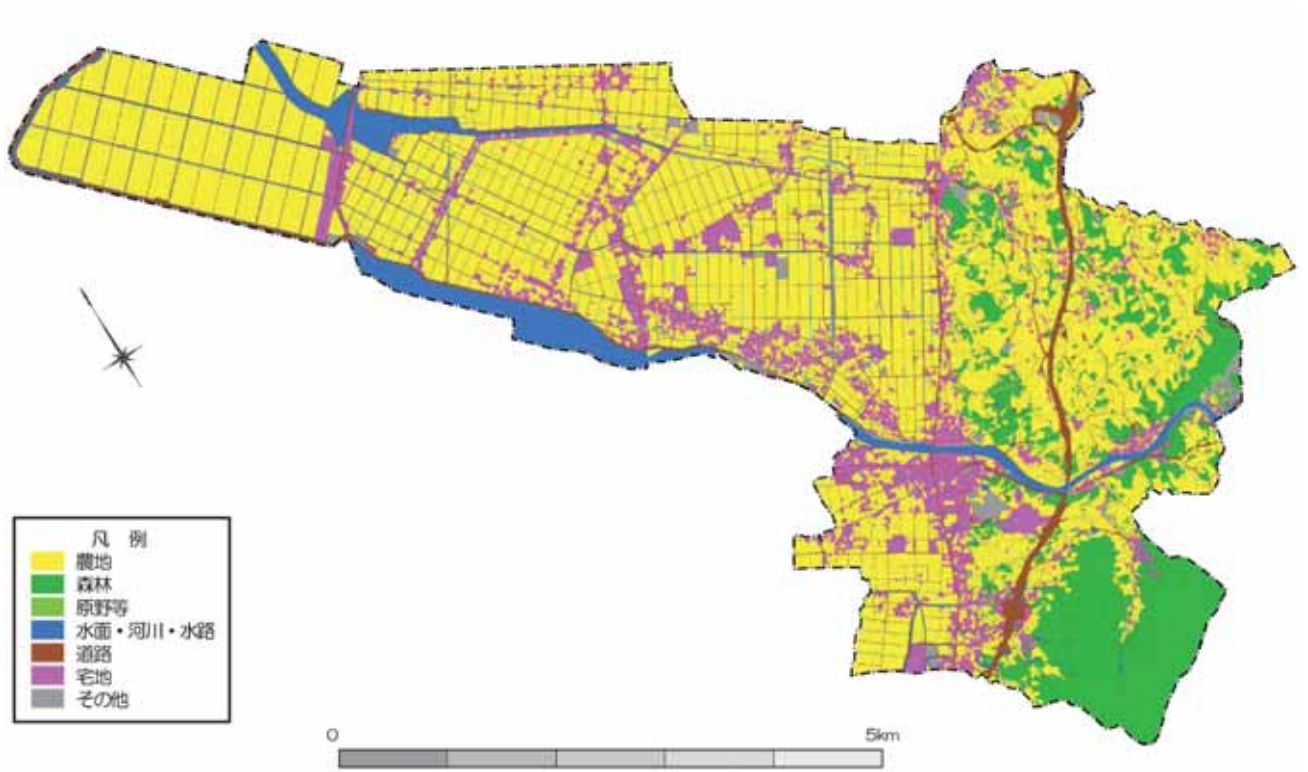 凡 例
農地
森林
原野等
水面・河川・水路
道路
宅地
その他
0 5km